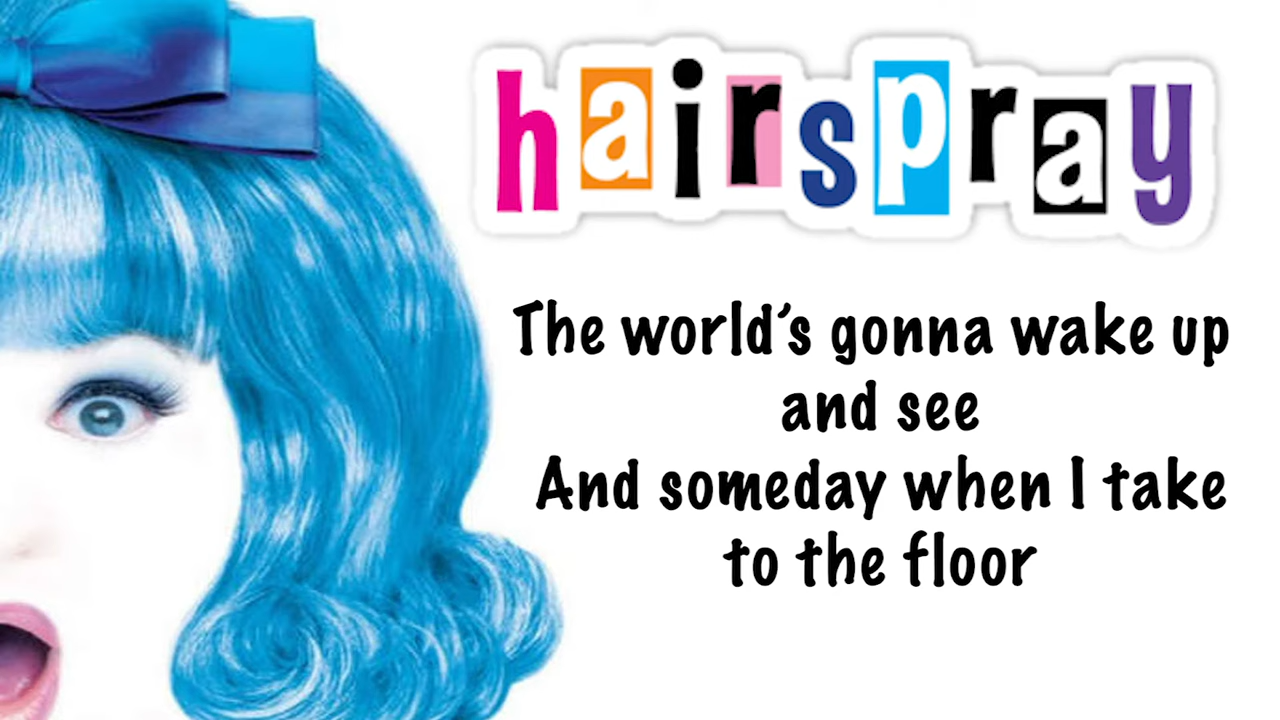 hairspray
The world’s gonna wake up
and see
And someday when I take
to the floor